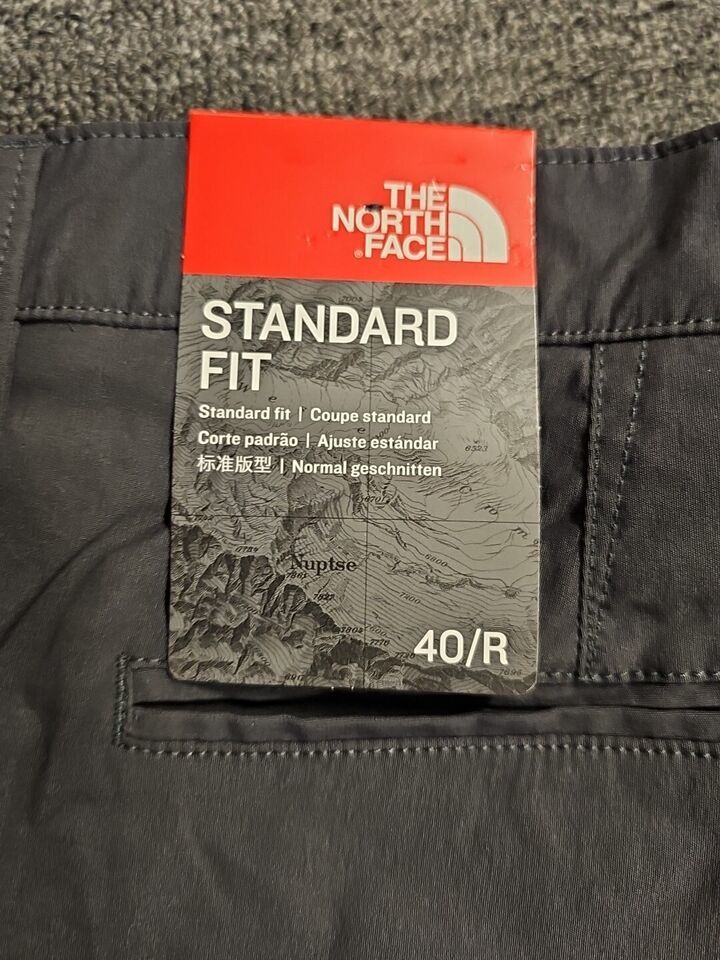 THE
NORTH
FACE
STANDARD
FIT
Standard fit | Coupe standard
Corte padrão | Ajuste estándar
标准版型 | Normal geschnitten
6523
Nuptse
40/R